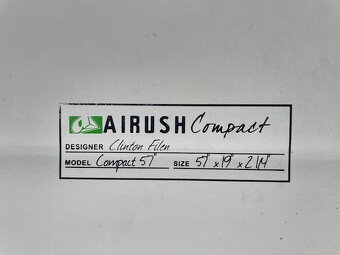 AIRUSH Compact
DESIGNER Clinton Filen
MODEL Compact 57" SIZE 57" x 19" x 2 1/4"